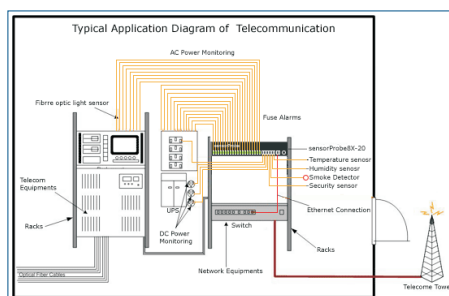 Typical Application Diagram of Telecommunication
AC Power Monitoring
Fibrre optic light sensor
Fuse Alarms
sensorProbe8X-20
Temperature sensor
Humidity sensor
Smoke Detector
Security sensor
Telecom
Equipments
Ethernet Connection
UPS
Racks
DC Power
Monitoring
Switch
Racks
Network Equipments
Optical Fiber Cables
Telecome Tower